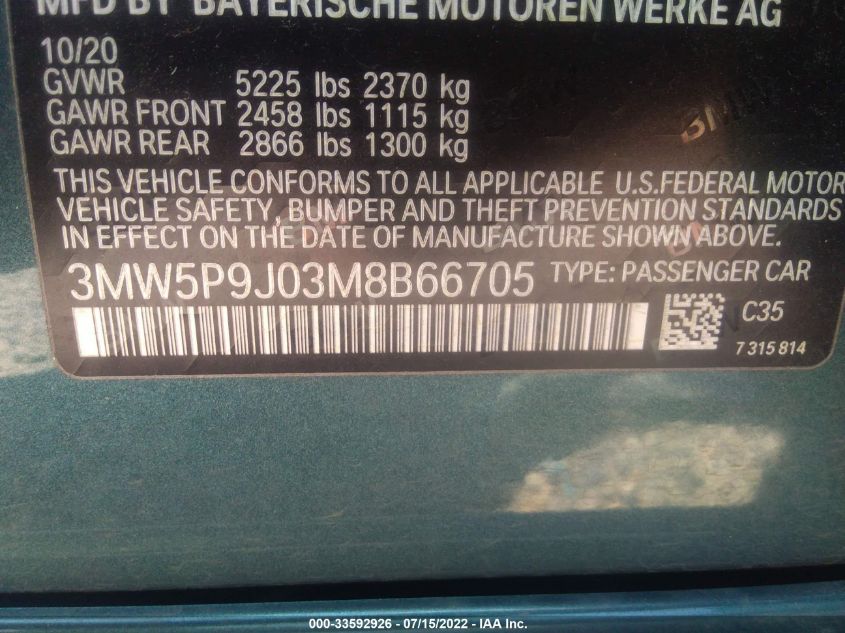 MFD BY BAYERISCHE MOTOREN WERKE AG
10/20
GVWR 5225 lbs 2370 kg
GAWR FRONT 2458 lbs 1115 kg
GAWR REAR 2866 lbs 1300 kg
THIS VEHICLE CONFORMS TO ALL APPLICABLE U.S.FEDERAL MOTOR
VEHICLE SAFETY, BUMPER AND THEFT PREVENTION STANDARDS
IN EFFECT ON THE DATE OF MANUFACTURE SHOWN ABOVE.
3MW5P9J03M8B66705 TYPE: PASSENGER CAR
C35
7 315 814
000-33592926 - 07/15/2022 - IAA Inc.